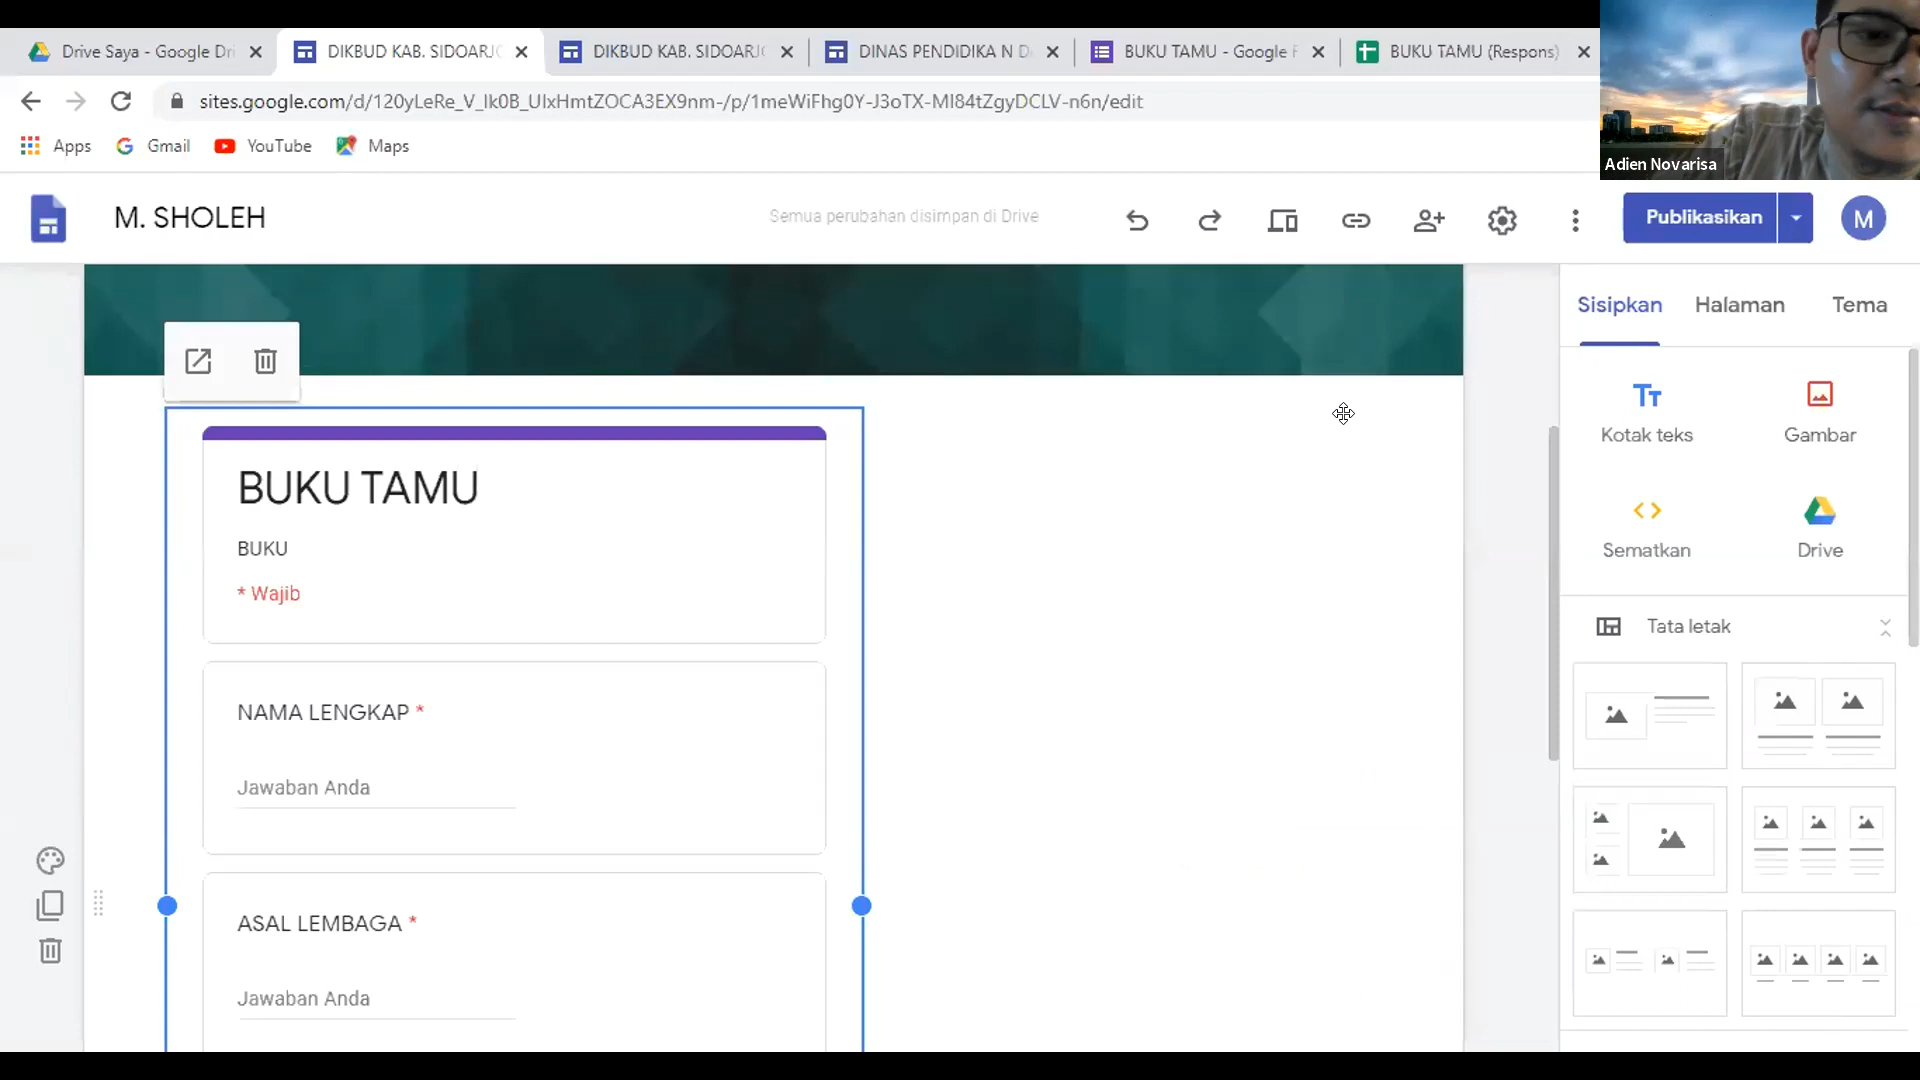 Drive Saya - Google Dri
DIKBUD KAB. SIDOARJO
DIKBUD KAB. SIDOARJO
DINAS PENDIDIKA N D
BUKU TAMU - Google F
BUKU TAMU (Respons)
sites.google.com/d/120yLeRe_V_lk0B_UIxHmtZOCA3EX9nm-/p/1meWiFhg0Y-J3oTX-MI84tZgyDCLV-n6n/edit
Apps
Gmail
YouTube
Maps
Adien Novarisa
M. SHOLEH
Semua perubahan disimpan di Drive
Publikasikan
M
Sisipkan
Halaman
Tema
Kotak teks
Gambar
Sematkan
Drive
Tata letak
BUKU TAMU
BUKU
* Wajib
NAMA LENGKAP *
Jawaban Anda
ASAL LEMBAGA *
Jawaban Anda